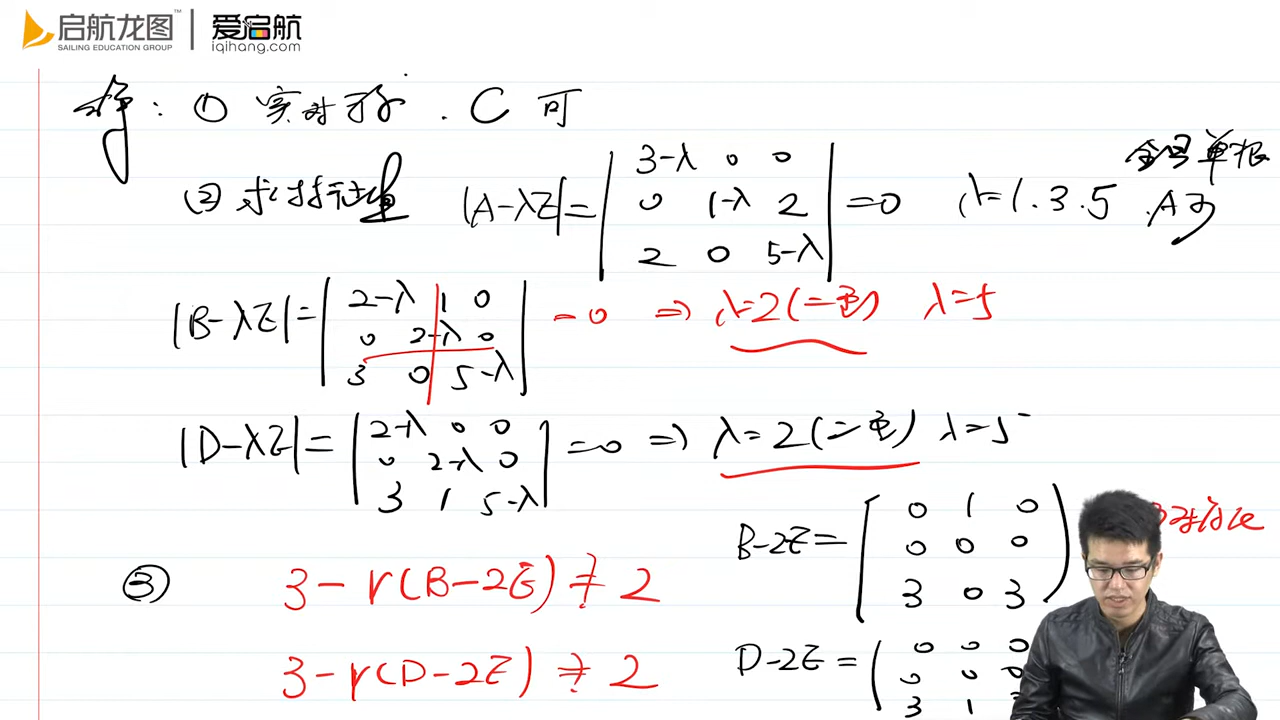 启航龙图™ | 爱启航
SAILING EDUCATION GROUP iqihang.com
: ① 实对称 . C 可
② 求特征值 |A-λE|= | 3-λ 0 0 | =0 λ=1.3.5 .A可
0 1-λ 2
2 0 5-λ
单根
|B-λE|= | 2-λ 1 0 | =0 ⇒ λ=2(二重) λ=5
0 2-λ 0
3 0 5-λ
|D-λE|= | 2-λ 0 0 | =0 ⇒ λ=2(二重) λ=5
0 2-λ 0
3 1 5-λ
B-2E= [ 0 1 0 ]
0 0 0
3 0 3
③ 3-r(B-2E) ≟ 2
3-r(D-2E) ≟ 2
D-2E= [ 0 0 0
0 0 0
3 1